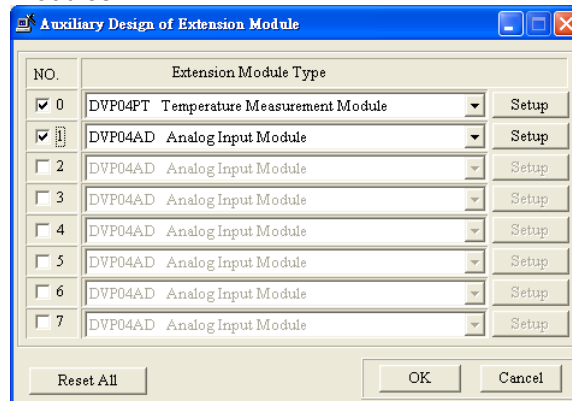 Auxiliary Design of Extension Module
NO. Extension Module Type
0 DVP04PT Temperature Measurement Module Setup
1 DVP04AD Analog Input Module Setup
2 DVP04AD Analog Input Module Setup
3 DVP04AD Analog Input Module Setup
4 DVP04AD Analog Input Module Setup
5 DVP04AD Analog Input Module Setup
6 DVP04AD Analog Input Module Setup
7 DVP04AD Analog Input Module Setup
Reset All OK Cancel